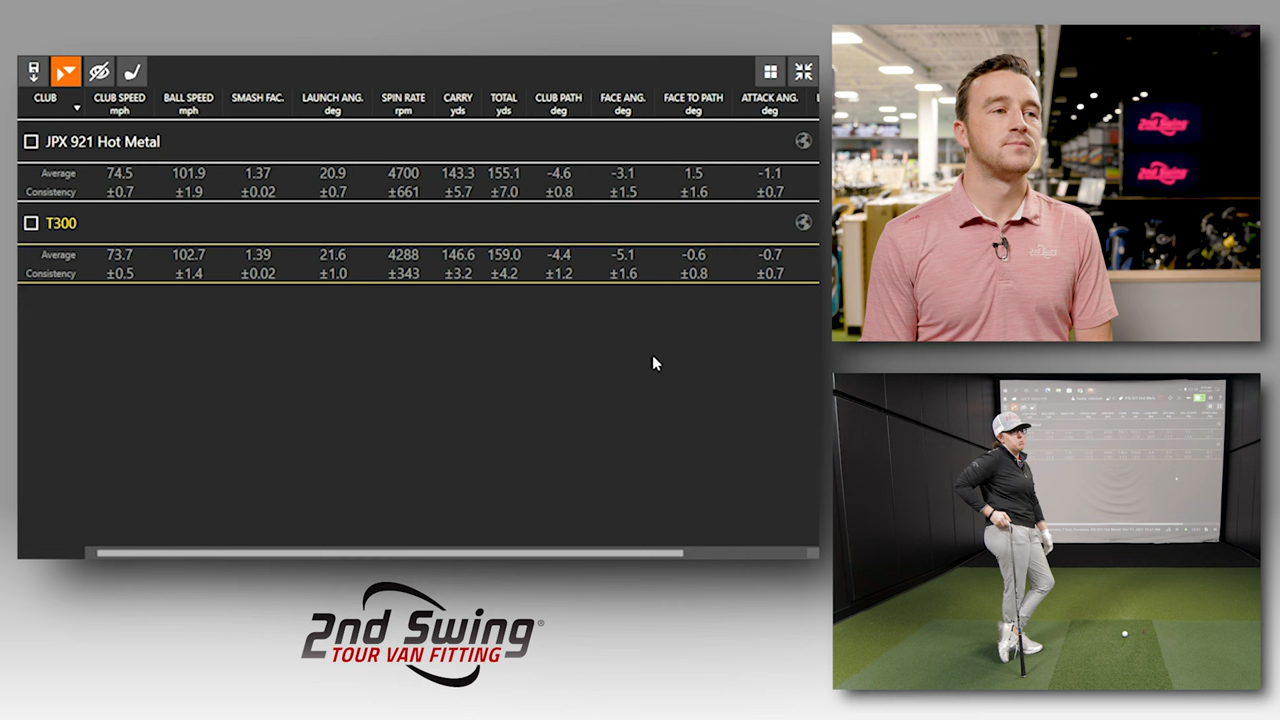 CLUB CLUB SPEED BALL SPEED SMASH FAC. LAUNCH ANG. SPIN RATE CARRY TOTAL CLUB PATH FACE ANG. FACE TO PATH ATTACK ANG.
mph mph deg rpm yds yds deg deg deg deg
JPX 921 Hot Metal
Average 74.5 101.9 1.37 20.9 4700 143.3 155.1 -4.6 -3.1 1.5 -1.1
Consistency ±0.7 ±1.9 ±0.02 ±0.7 ±661 ±5.7 ±7.0 ±0.8 ±1.5 ±1.6 ±0.7
T300
Average 73.7 102.7 1.39 21.6 4288 146.6 159.0 -4.4 -5.1 -0.6 -0.7
Consistency ±0.5 ±1.4 ±0.02 ±1.0 ±343 ±3.2 ±4.2 ±1.2 ±1.6 ±0.8 ±0.7
2nd Swing®
TOUR VAN FITTING
2nd Swing
2nd Swing
2nd Swing